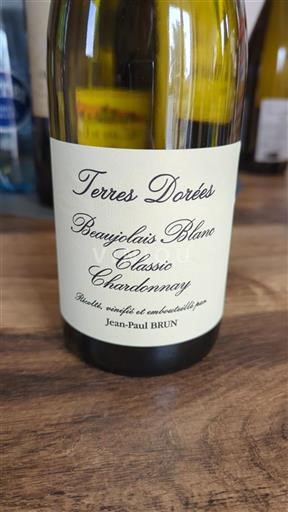 Terres Dorées
Beaujolais Blanc
Classic
Chardonnay
Récolté, vinifié et embouteillé par
Jean-Paul BRUN